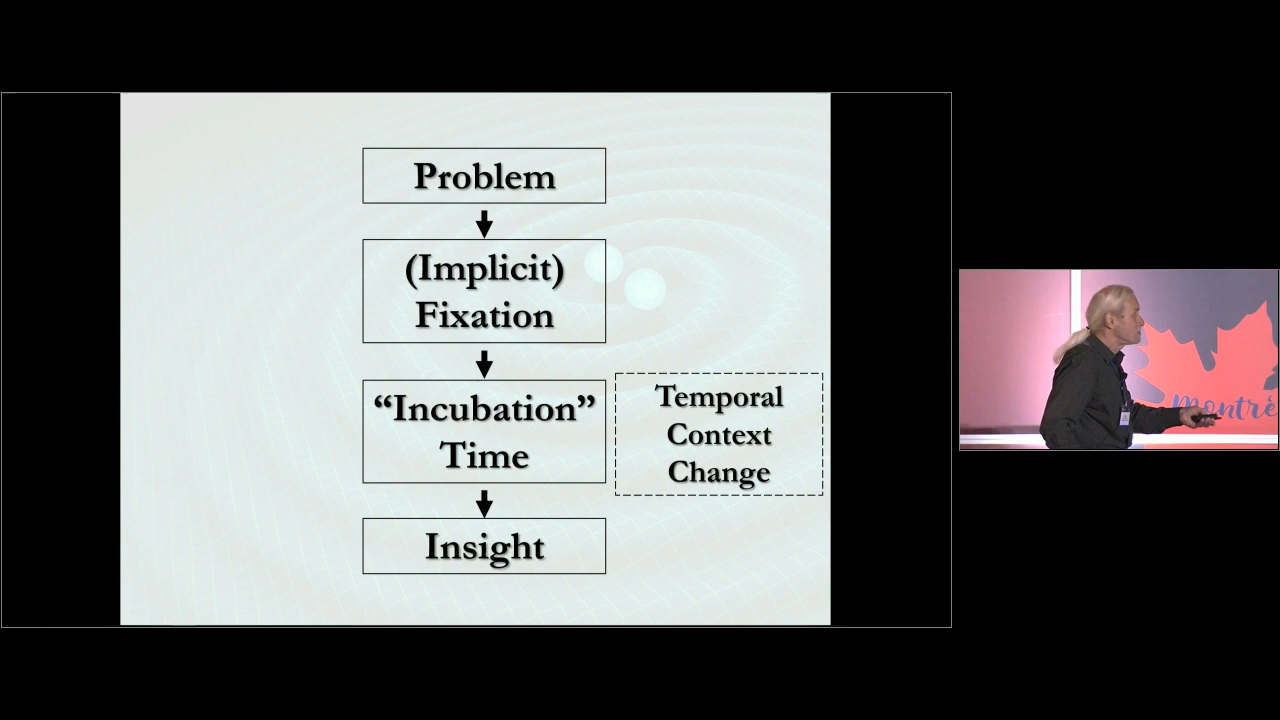 Problem
(Implicit)
Fixation
“Incubation”
Time
Temporal
Context
Change
Insight
Montré